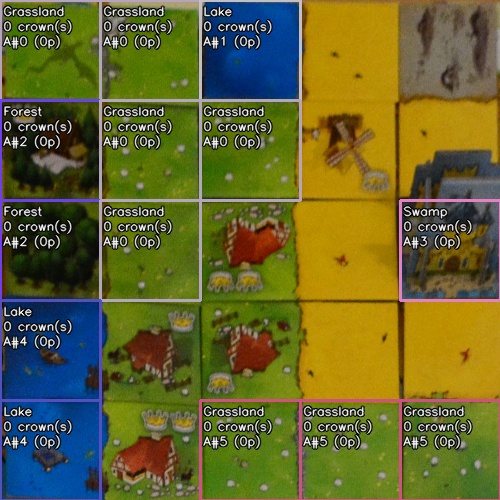 Grassland
0 crown(s)
A#0 (0p)
Grassland
0 crown(s)
A#0 (0p)
Lake
0 crown(s)
A#1 (0p)
Forest
0 crown(s)
A#2 (0p)
Grassland
0 crown(s)
A#0 (0p)
Grassland
0 crown(s)
A#0 (0p)
Forest
0 crown(s)
A#2 (0p)
Grassland
0 crown(s)
A#0 (0p)
Swamp
0 crown(s)
A#3 (0p)
Lake
0 crown(s)
A#4 (0p)
Lake
0 crown(s)
A#4 (0p)
Grassland
0 crown(s)
A#5 (0p)
Grassland
0 crown(s)
A#5 (0p)
Grassland
0 crown(s)
A#5 (0p)